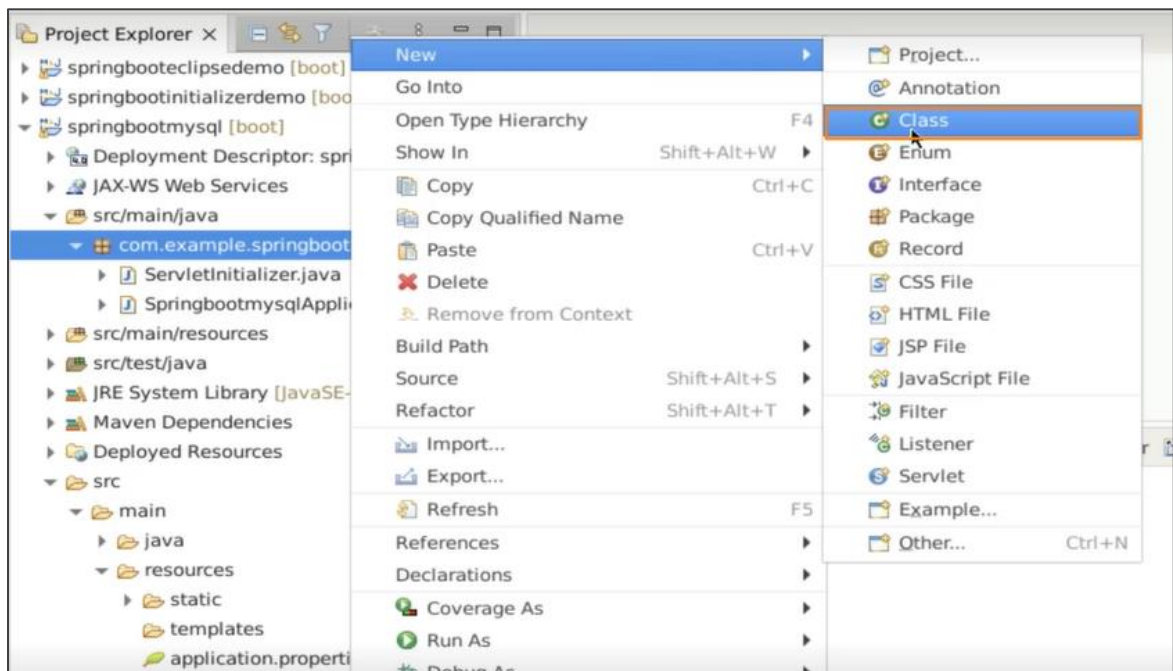 Project Explorer
springbooteclipsedemo [boot]
springbootinitializerdemo [boo
springbootmysql [boot]
Deployment Descriptor: spri
JAX-WS Web Services
src/main/java
com.example.springboot
ServletInitializer.java
SpringbootmysqlAppli
src/main/resources
src/test/java
JRE System Library [JavaSE-
Maven Dependencies
Deployed Resources
src
main
java
resources
static
templates
application.properti
New
Go Into
Open Type Hierarchy F4
Show In Shift+Alt+W
Copy Ctrl+C
Copy Qualified Name
Paste Ctrl+V
Delete
Remove from Context
Build Path
Source Shift+Alt+S
Refactor Shift+Alt+T
Import...
Export...
Refresh F5
References
Declarations
Coverage As
Run As
Debug As
Project...
Annotation
Class
Enum
Interface
Package
Record
CSS File
HTML File
JSP File
JavaScript File
Filter
Listener
Servlet
Example...
Other... Ctrl+N